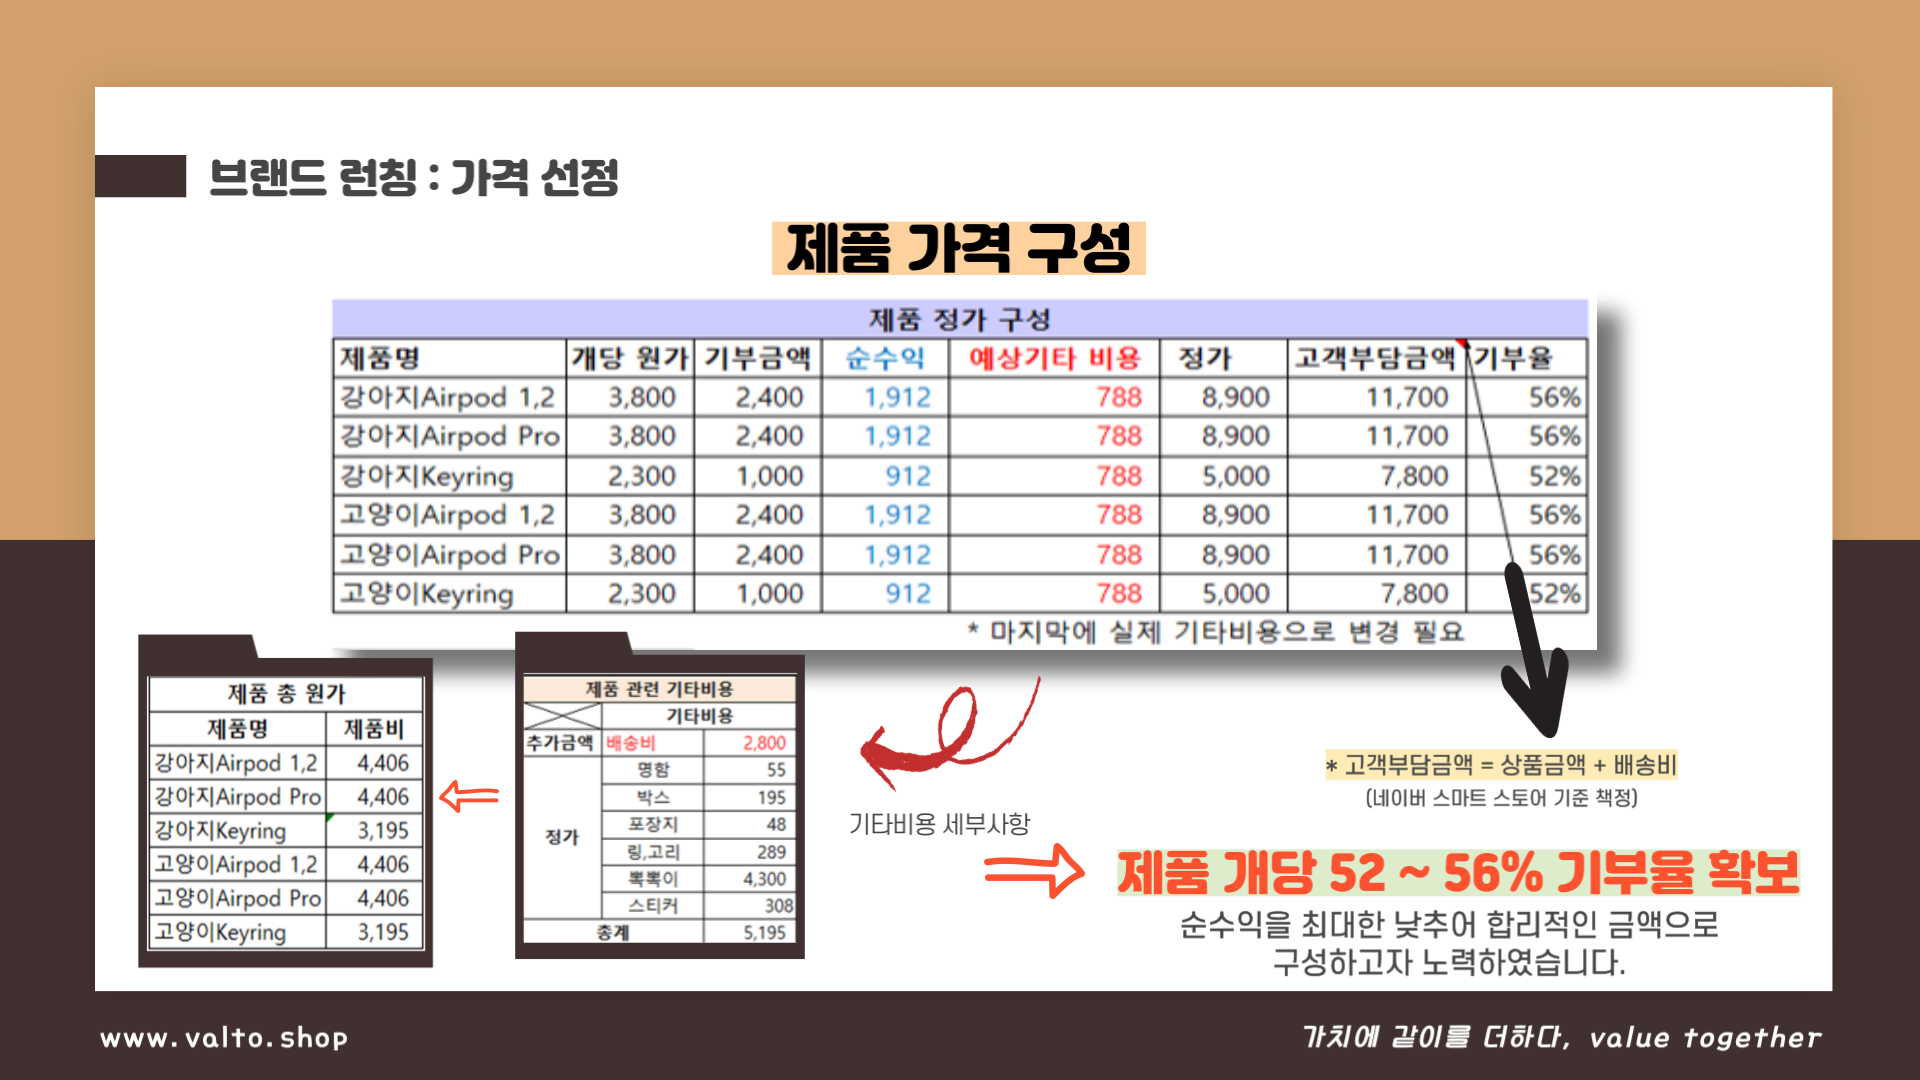 브랜드 런칭 : 가격 선정
제품 가격 구성
제품 정가 구성
제품명 개당 원가 기부금액 순수익 예상기타 비용 정가 고객부담금액 기부율
강아지Airpod 1,2 3,800 2,400 1,912 788 8,900 11,700 56%
강아지Airpod Pro 3,800 2,400 1,912 788 8,900 11,700 56%
강아지Keyring 2,300 1,000 912 788 5,000 7,800 52%
고양이Airpod 1,2 3,800 2,400 1,912 788 8,900 11,700 56%
고양이Airpod Pro 3,800 2,400 1,912 788 8,900 11,700 56%
고양이Keyring 2,300 1,000 912 788 5,000 7,800 52%
* 마지막에 실제 기타비용으로 변경 필요
제품 총 원가
제품명 제품비
강아지Airpod 1,2 4,406
강아지Airpod Pro 4,406
강아지Keyring 3,195
고양이Airpod 1,2 4,406
고양이Airpod Pro 4,406
고양이Keyring 3,195
제품 관련 기타비용
기타비용
추가금액 배송비 2,800
정가
명함 55
박스 195
포장지 48
링,고리 289
뽁뽁이 4,300
스티커 308
총계 5,195
기타비용 세부사항
* 고객부담금액 = 상품금액 + 배송비
(네이버 스마트 스토어 기준 책정)
제품 개당 52 ~ 56% 기부율 확보
순수익을 최대한 낮추어 합리적인 금액으로
구성하고자 노력하였습니다.
www.valto.shop
가치에 같이를 더하다, value together